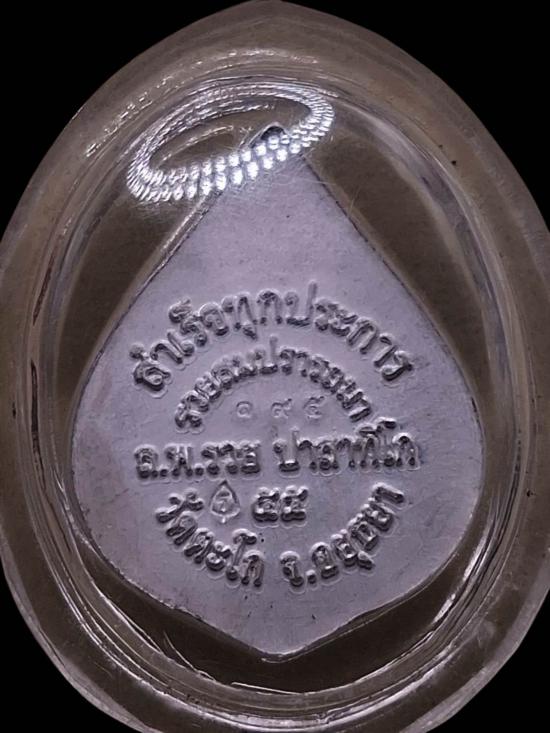 สำเร็จทุกประการ
รวยสมปรารถนา
๑๙๕
ล.พ.รวย ปาสาทิโก
๕๕
วัดตะโก จ.อยุธยา